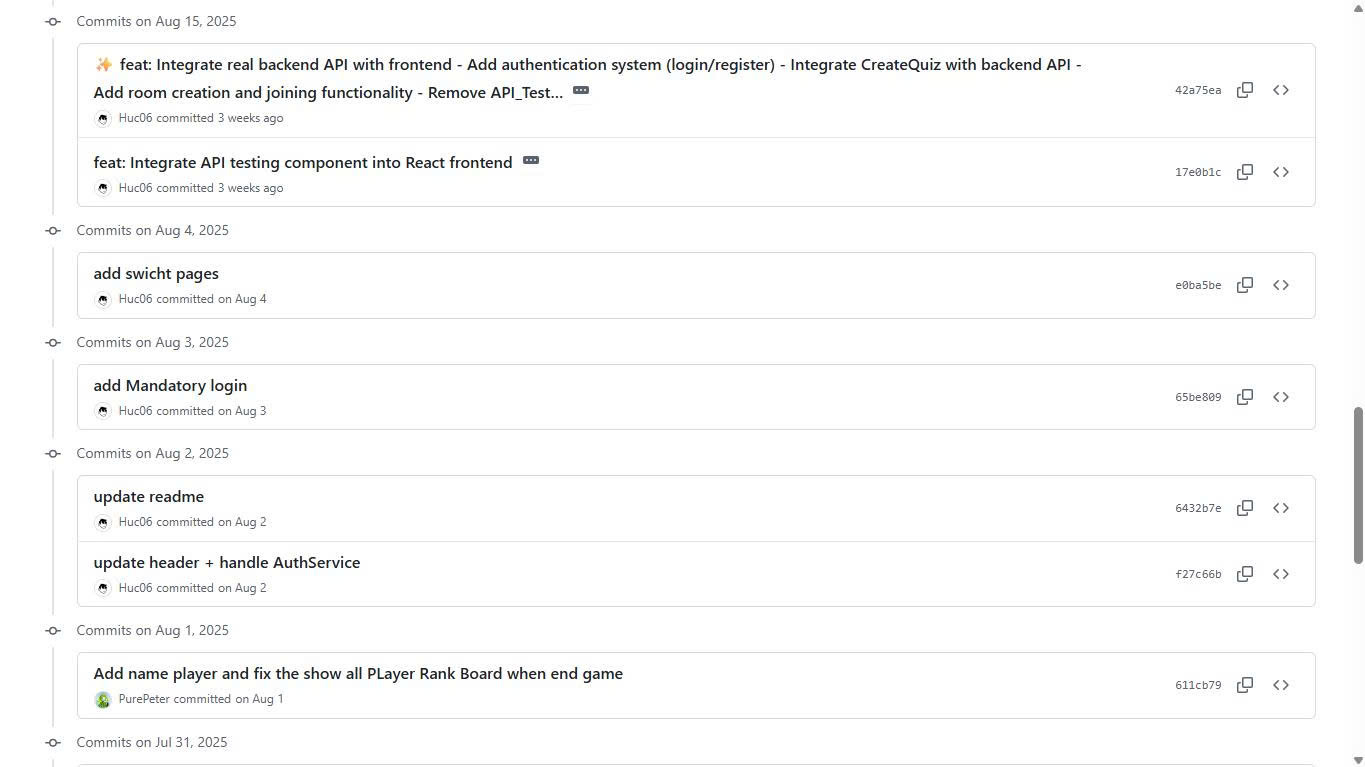 Commits on Aug 15, 2025
✨ feat: Integrate real backend API with frontend - Add authentication system (login/register) - Integrate CreateQuiz with backend API -
Add room creation and joining functionality - Remove API_Test...
42a75ea
Huc06 committed 3 weeks ago
feat: Integrate API testing component into React frontend
17e0b1c
Huc06 committed 3 weeks ago
Commits on Aug 4, 2025
add swicht pages
e0ba5be
Huc06 committed on Aug 4
Commits on Aug 3, 2025
add Mandatory login
65be809
Huc06 committed on Aug 3
Commits on Aug 2, 2025
update readme
6432b7e
Huc06 committed on Aug 2
update header + handle AuthService
f27c66b
Huc06 committed on Aug 2
Commits on Aug 1, 2025
Add name player and fix the show all PLayer Rank Board when end game
611cb79
PurePeter committed on Aug 1
Commits on Jul 31, 2025